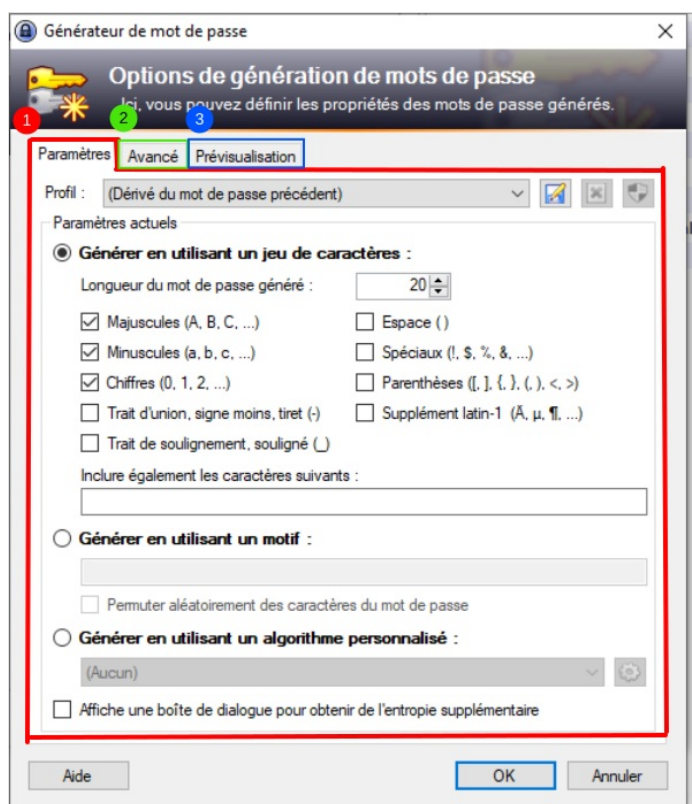 Générateur de mot de passe
Options de génération de mots de passe
Ici, vous pouvez définir les propriétés des mots de passe générés.
1 2 3
Paramètres Avancé Prévisualisation
Profil : (Dérivé du mot de passe précédent)
Paramètres actuels
Générer en utilisant un jeu de caractères :
Longueur du mot de passe généré : 20
Majuscules (A, B, C, ...) Espace ( )
Minuscules (a, b, c, ...) Spéciaux (!, $, %, &, ...)
Chiffres (0, 1, 2, ...) Parenthèses ([, ], {, }, (, ), <, >)
Trait d'union, signe moins, tiret (-) Supplément latin-1 (Ä, µ, ¶, ...)
Trait de soulignement, souligné (_)
Inclure également les caractères suivants :
Générer en utilisant un motif :
Permuter aléatoirement des caractères du mot de passe
Générer en utilisant un algorithme personnalisé :
(Aucun)
Affiche une boîte de dialogue pour obtenir de l'entropie supplémentaire
Aide OK Annuler